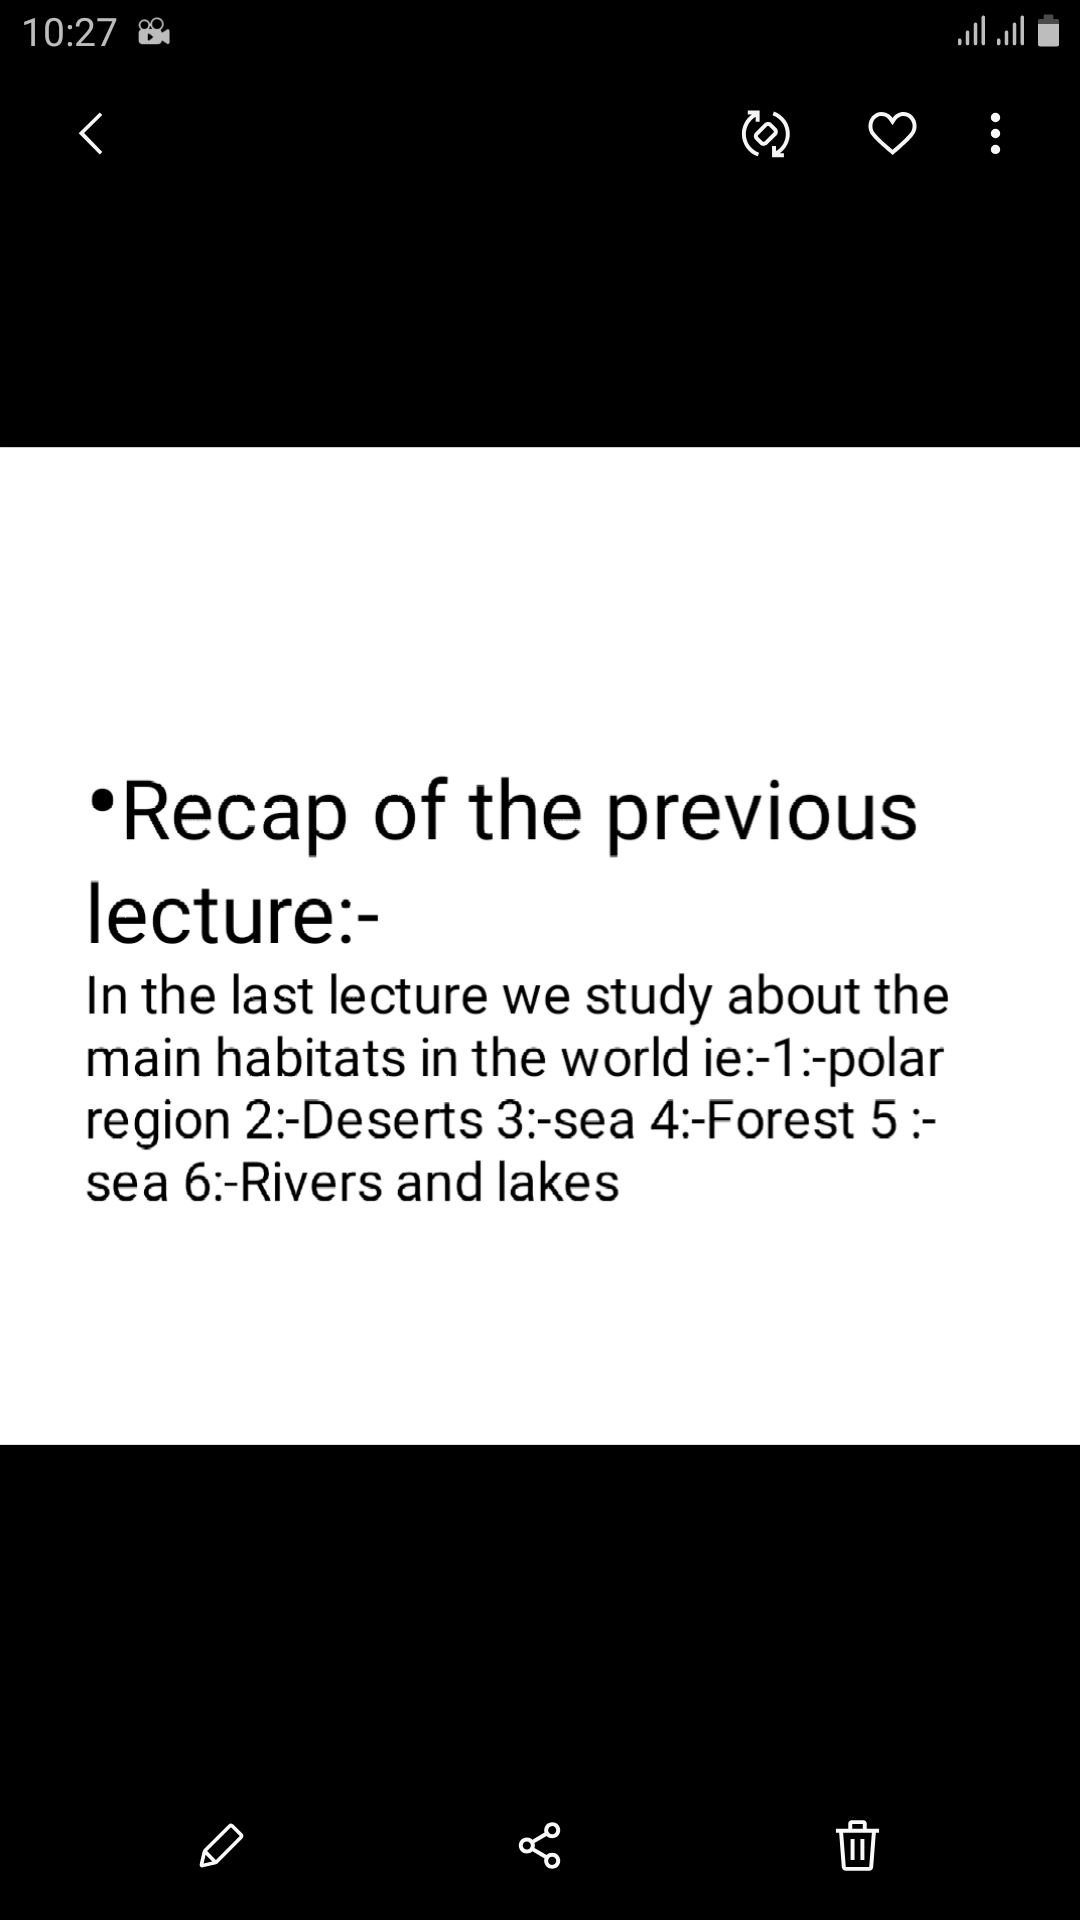 10:27
•Recap of the previous
lecture:-
In the last lecture we study about the
main habitats in the world ie:-1:-polar
region 2:-Deserts 3:-sea 4:-Forest 5 :-
sea 6:-Rivers and lakes